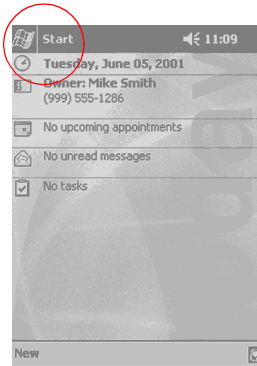 Start 11:09
Tuesday, June 05, 2001
Owner: Mike Smith
(999) 555-1286
No upcoming appointments
No unread messages
No tasks
day
New